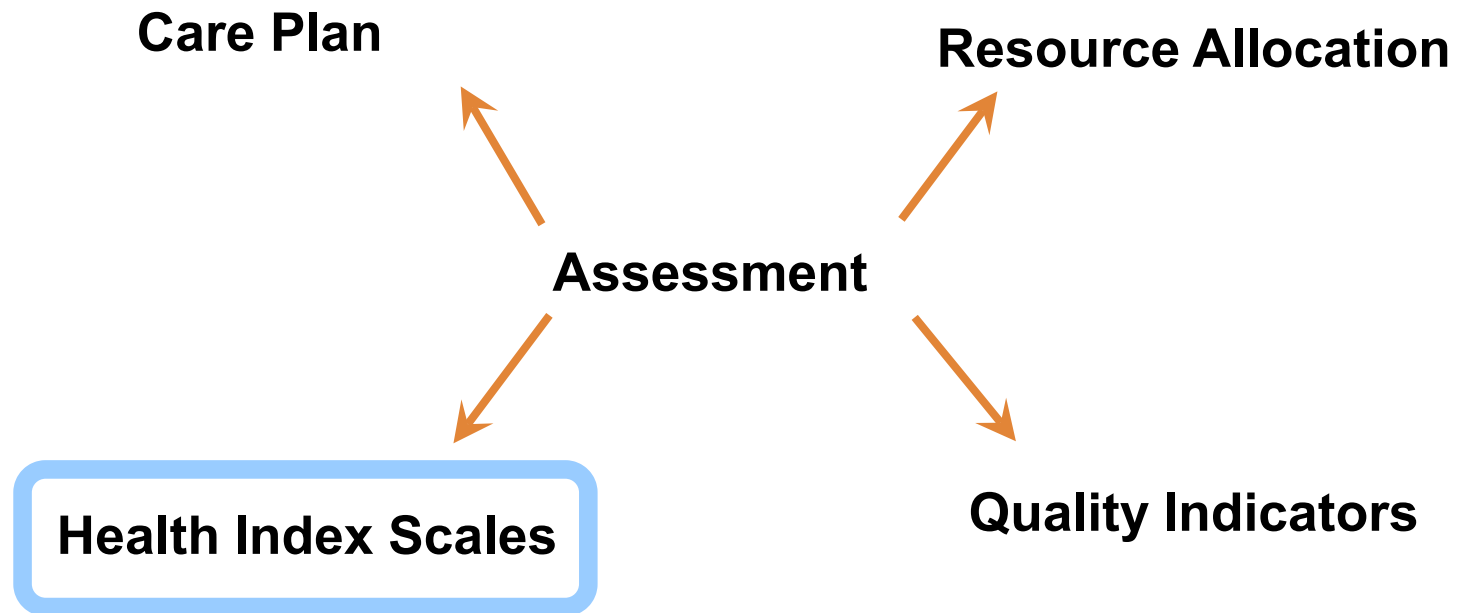 Care Plan
Resource Allocation
Assessment
Health Index Scales
Quality Indicators